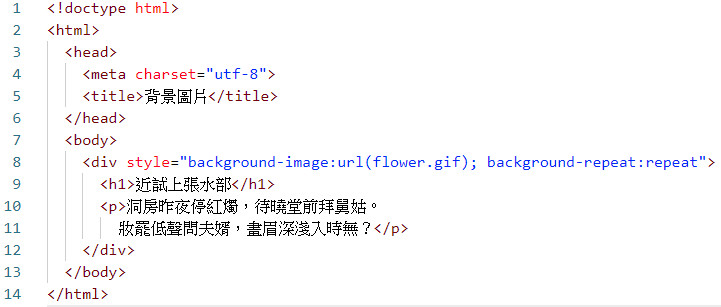 1 <!doctype html>
2 <html>
3   <head>
4     <meta charset="utf-8">
5     <title>背景圖片</title>
6   </head>
7   <body>
8     <div style="background-image:url(flower.gif); background-repeat:repeat">
9       <h1>近試上張水部</h1>
10       <p>洞房昨夜停紅燭，待曉堂前拜舅姑。
11         妝罷低聲問夫婿，畫眉深淺入時無？</p>
12     </div>
13   </body>
14 </html>